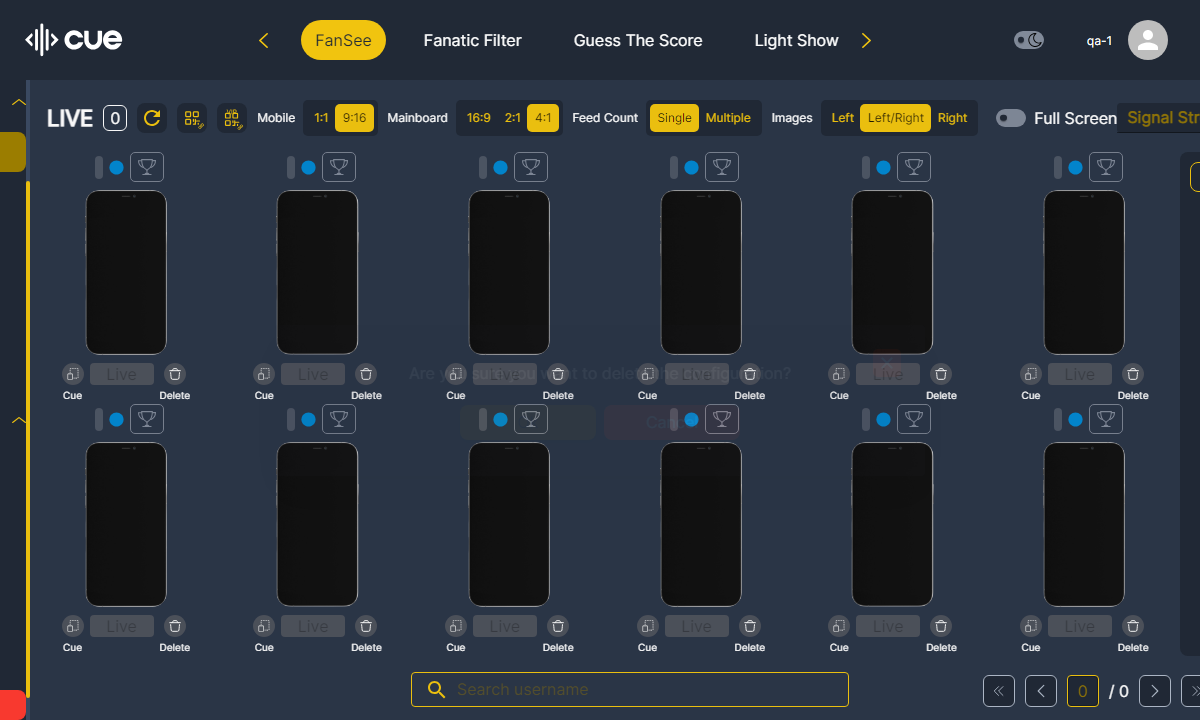 cue
FanSee
Fanatic Filter
Guess The Score
Light Show
qa-1
LIVE 0
Mobile 1:1 9:16
Mainboard 16:9 2:1 4:1
Feed Count Single Multiple
Images Left Left/Right Right
Full Screen
Signal Str
Live Live Live Live Live Live
Cue Delete Cue Delete Cue Delete Cue Delete Cue Delete Cue Delete
Are you sure you want to delete the configuration?
Cancel
Live Live Live Live Live Live
Cue Delete Cue Delete Cue Delete Cue Delete Cue Delete Cue Delete
Search username
0 / 0